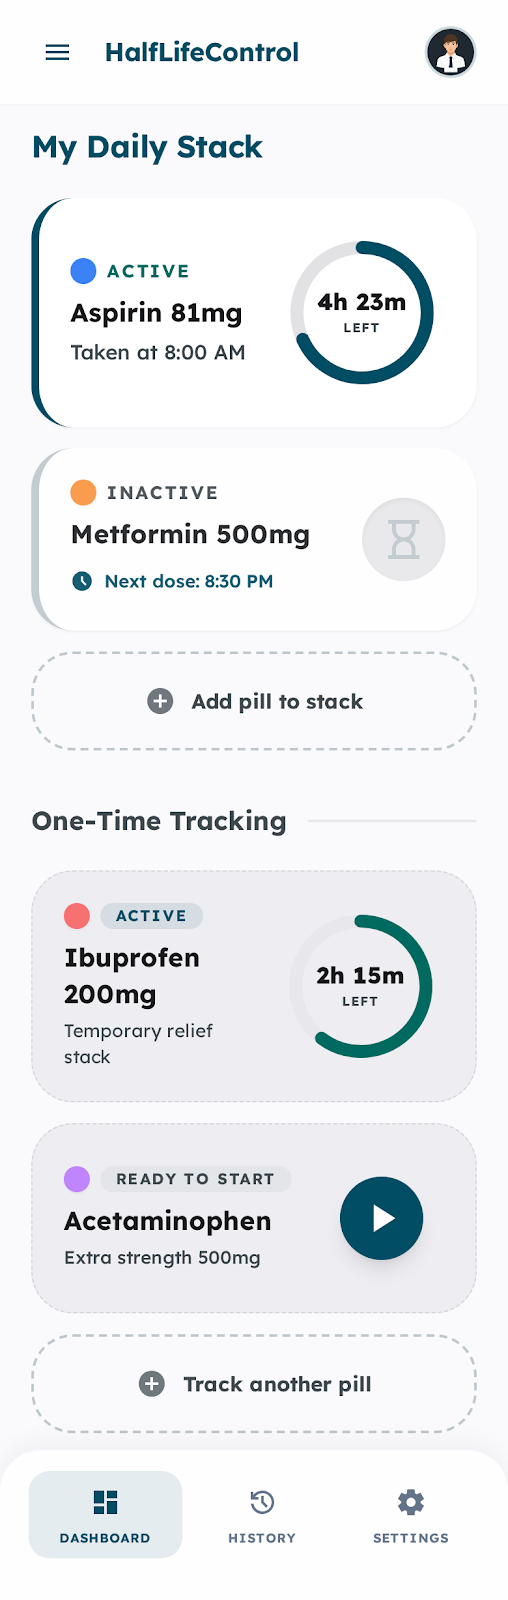 HalfLifeControl
My Daily Stack
ACTIVE
Aspirin 81mg
Taken at 8:00 AM
4h 23m
LEFT
INACTIVE
Metformin 500mg
Next dose: 8:30 PM
Add pill to stack
One-Time Tracking
ACTIVE
Ibuprofen
200mg
Temporary relief
stack
2h 15m
LEFT
READY TO START
Acetaminophen
Extra strength 500mg
Track another pill
DASHBOARD
HISTORY
SETTINGS